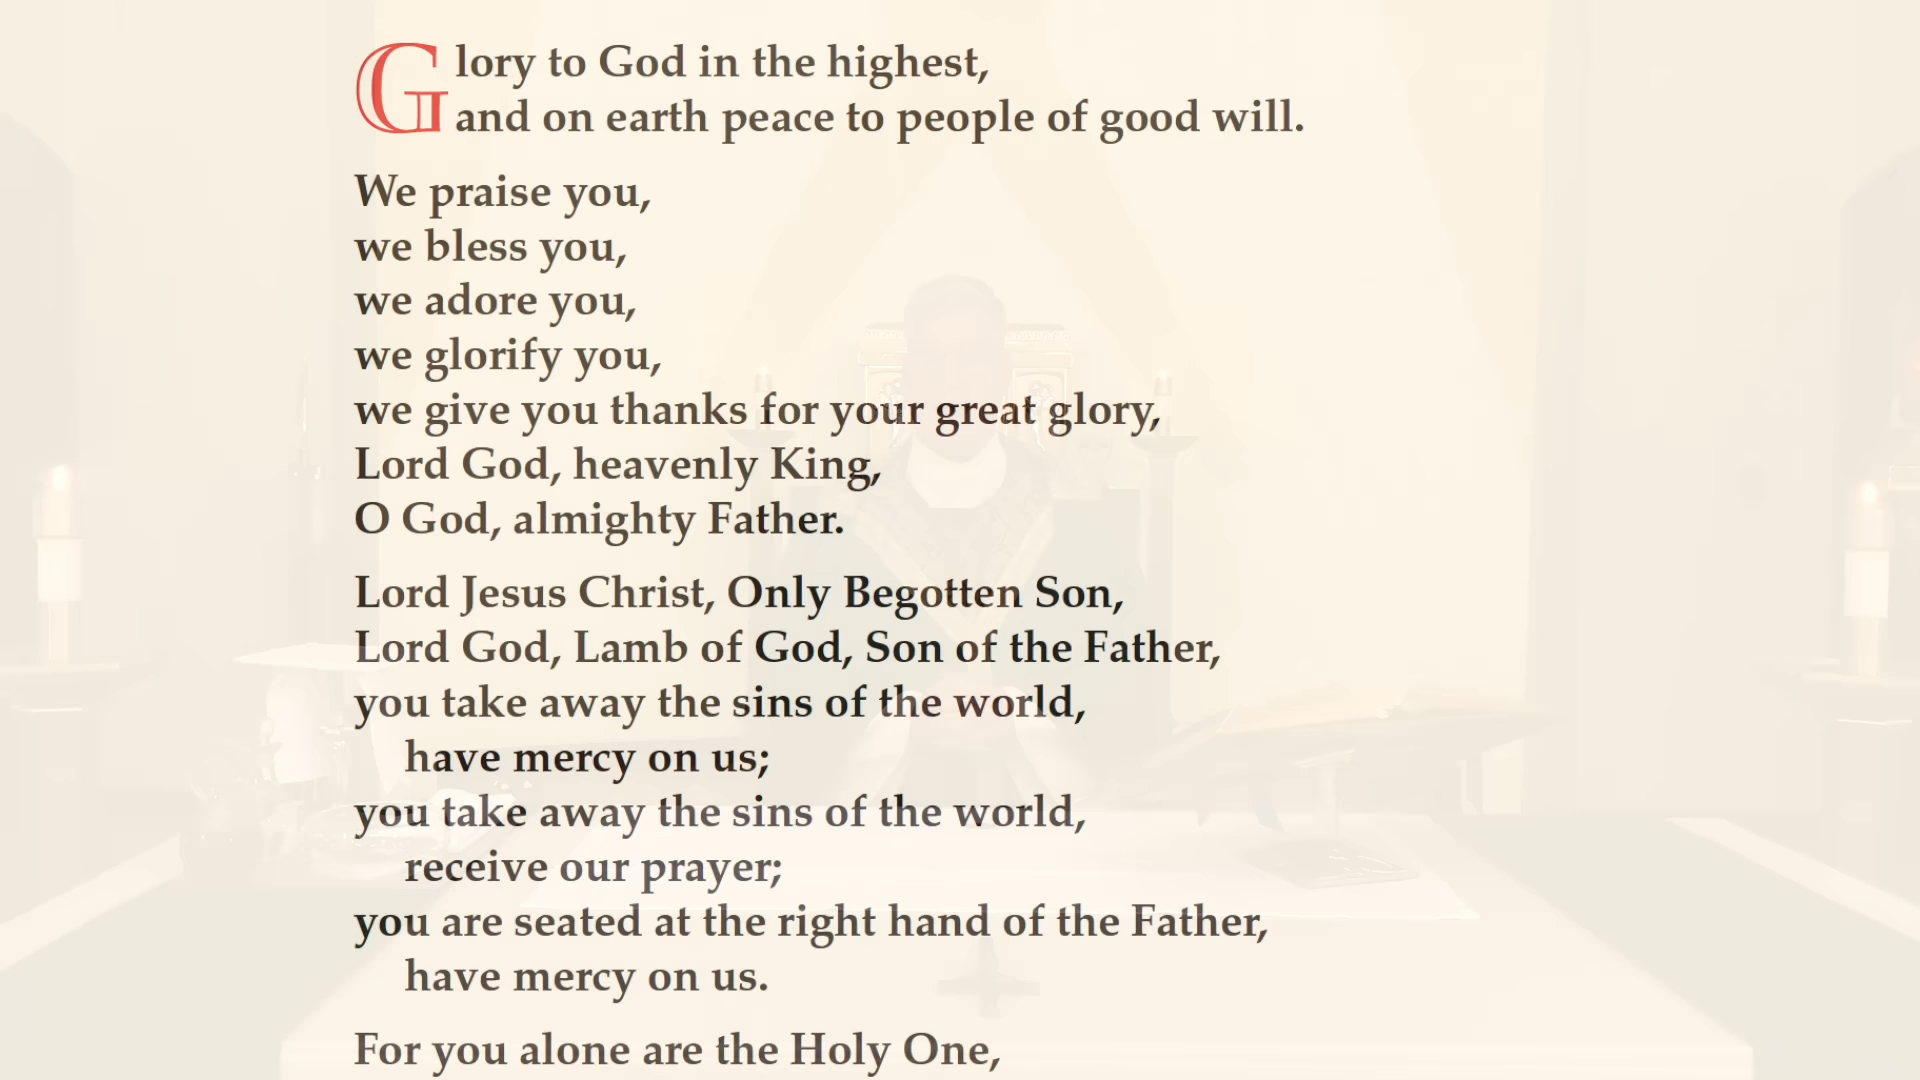 Glory to God in the highest,
and on earth peace to people of good will.
We praise you,
we bless you,
we adore you,
we glorify you,
we give you thanks for your great glory,
Lord God, heavenly King,
O God, almighty Father.
Lord Jesus Christ, Only Begotten Son,
Lord God, Lamb of God, Son of the Father,
you take away the sins of the world,
have mercy on us;
you take away the sins of the world,
receive our prayer;
you are seated at the right hand of the Father,
have mercy on us.
For you alone are the Holy One,